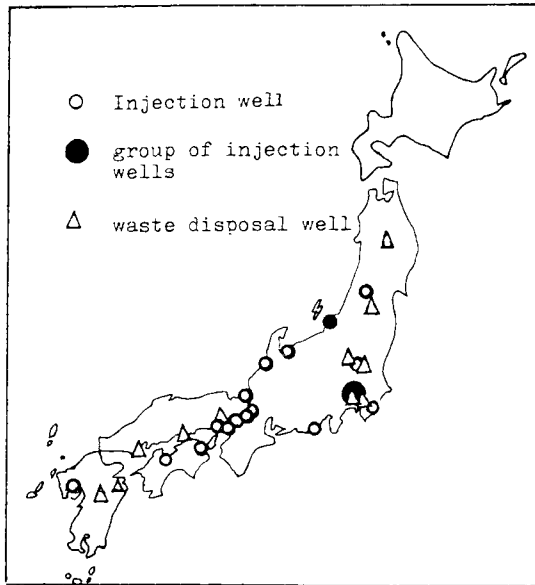 Injection well
group of injection
wells
waste disposal well